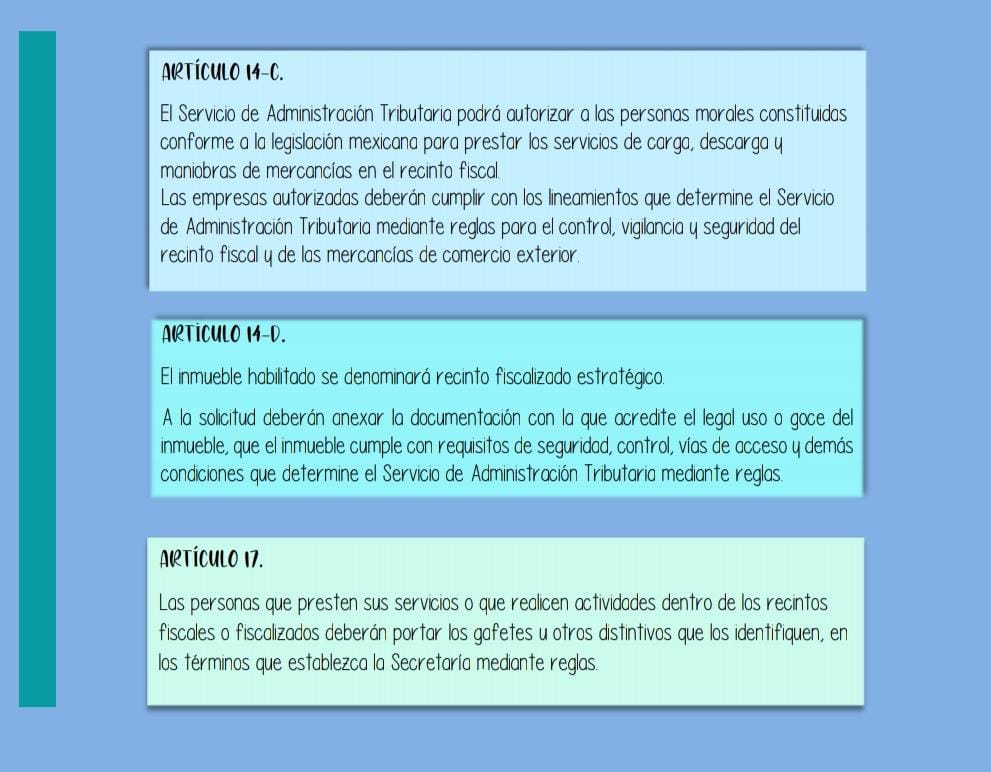 ARTÍCULO 14-C.
El Servicio de Administración Tributaria podrá autorizar a las personas morales constituidas
conforme a la legislación mexicana para prestar los servicios de carga, descarga y
maniobras de mercancías en el recinto fiscal.
Las empresas autorizadas deberán cumplir con los lineamientos que determine el Servicio
de Administración Tributaria mediante reglas para el control, vigilancia y seguridad del
recinto fiscal y de las mercancías de comercio exterior.
ARTÍCULO 14-D.
El inmueble habilitado se denominará recinto fiscalizado estratégico.
A la solicitud deberán anexar la documentación con la que acredite el legal uso o goce del
inmueble, que el inmueble cumple con requisitos de seguridad, control, vías de acceso y demás
condiciones que determine el Servicio de Administración Tributaria mediante reglas.
ARTÍCULO 17.
Las personas que presten sus servicios o que realicen actividades dentro de los recintos
fiscales o fiscalizados deberán portar los gafetes u otros distintivos que los identifiquen, en
los términos que establezca la Secretaría mediante reglas.